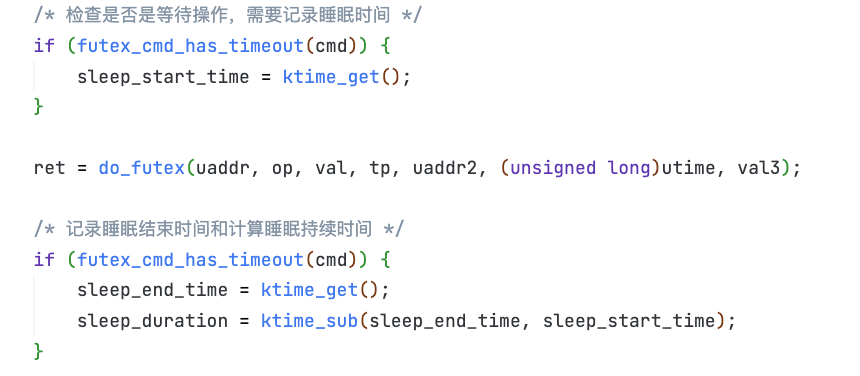 /* 检查是否是等待操作，需要记录睡眠时间 */
if (futex_cmd_has_timeout(cmd)) {
    sleep_start_time = ktime_get();
}
ret = do_futex(uaddr, op, val, tp, uaddr2, (unsigned long)utime, val3);
/* 记录睡眠结束时间和计算睡眠持续时间 */
if (futex_cmd_has_timeout(cmd)) {
    sleep_end_time = ktime_get();
    sleep_duration = ktime_sub(sleep_end_time, sleep_start_time);
}